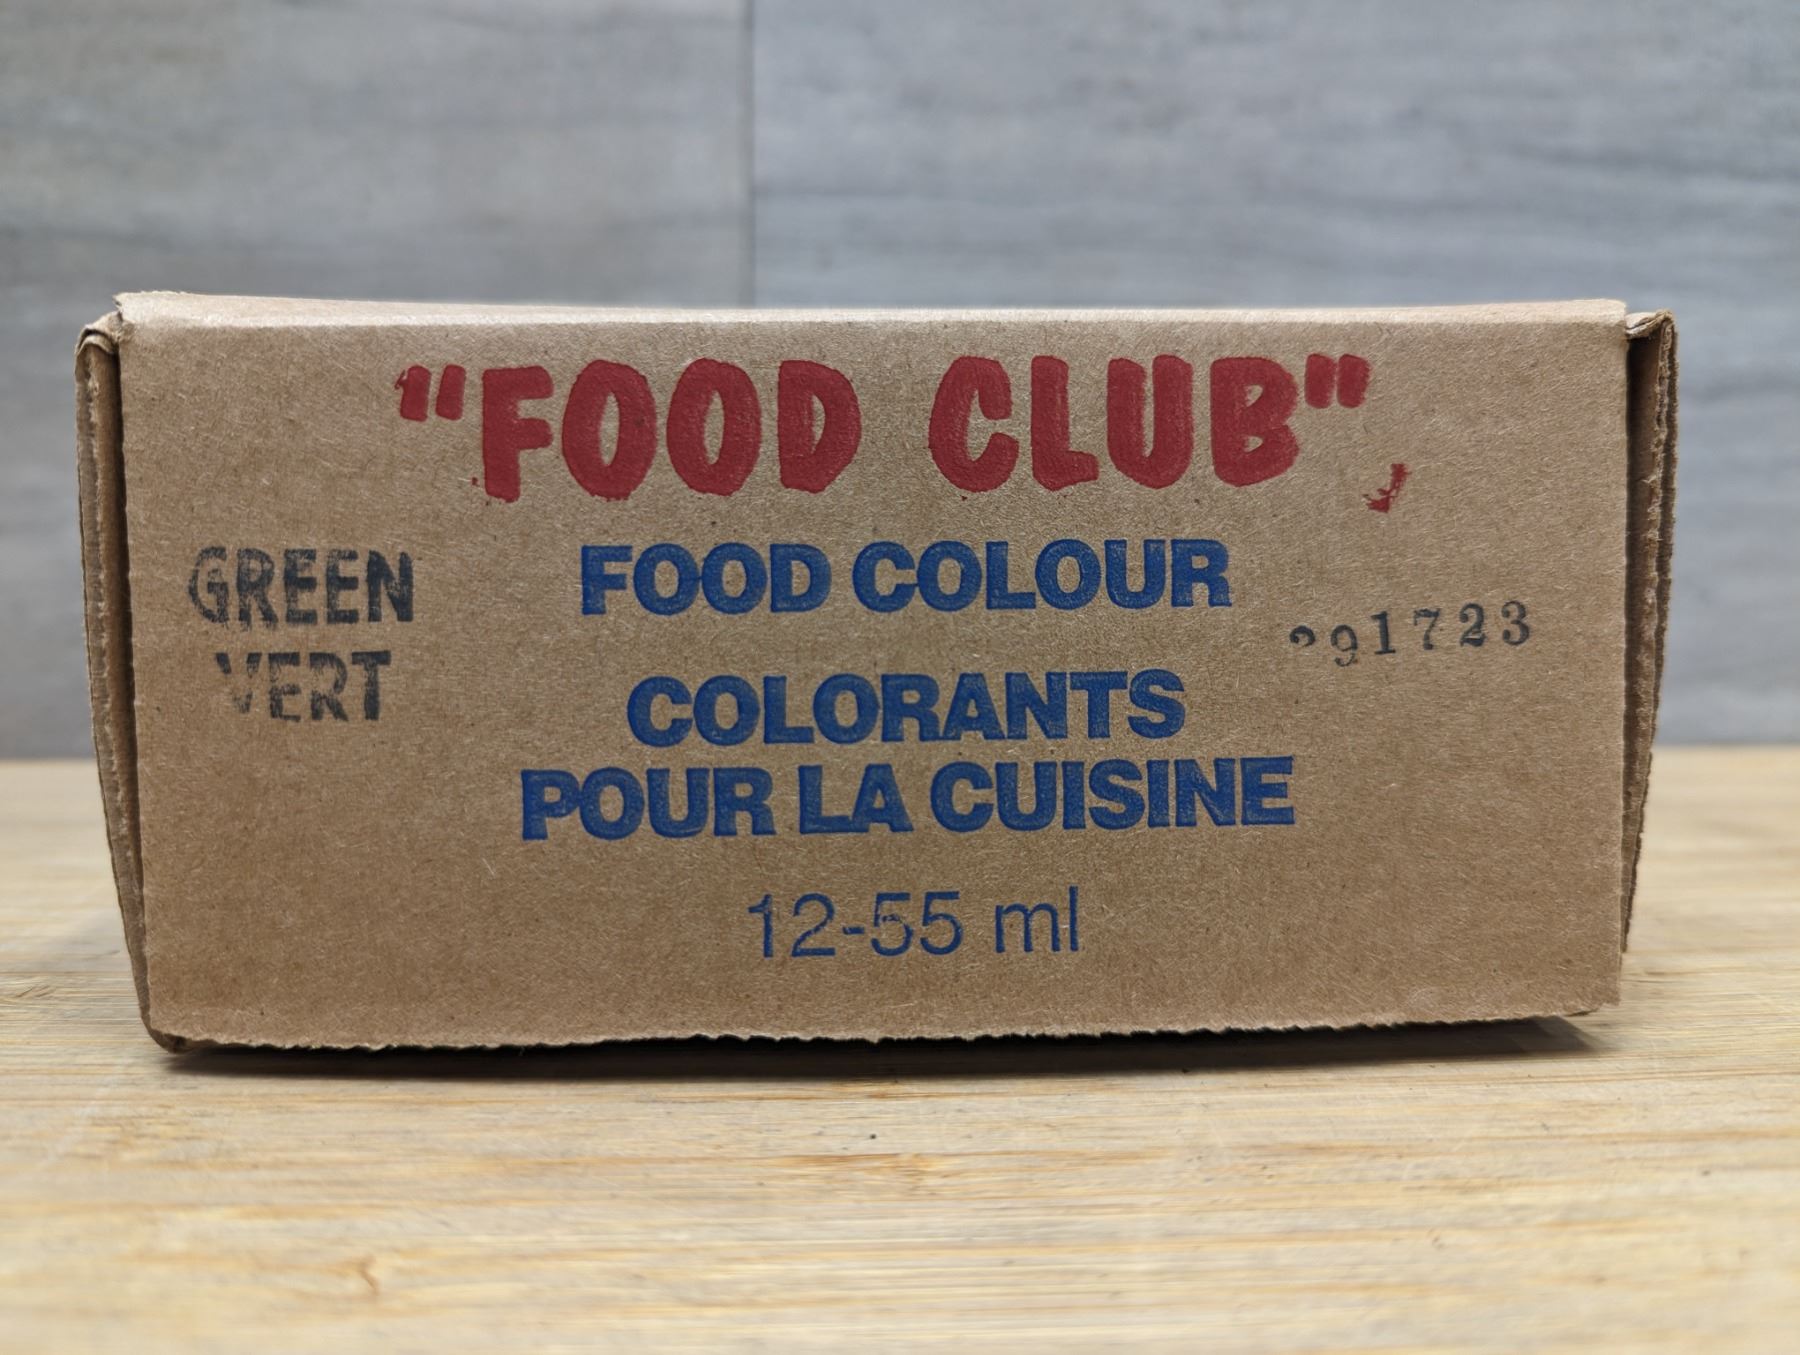 "FOOD CLUB"
GREEN
VERT
FOOD COLOUR
COLORANTS
POUR LA CUISINE
12-55 ml